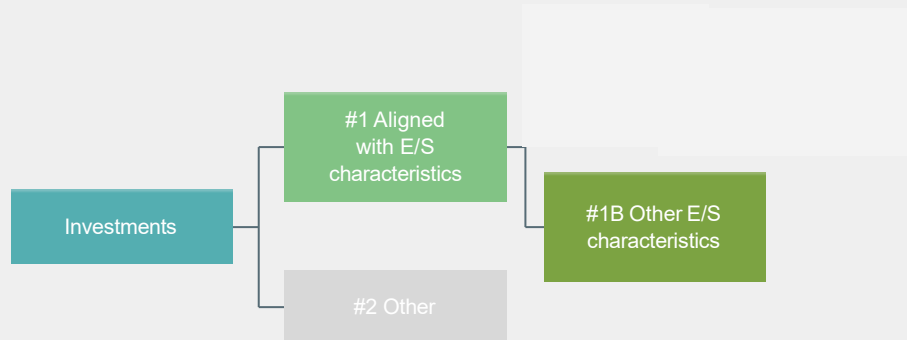 #1 Aligned
with E/S
characteristics
Investments
#1B Other E/S
characteristics
#2 Other